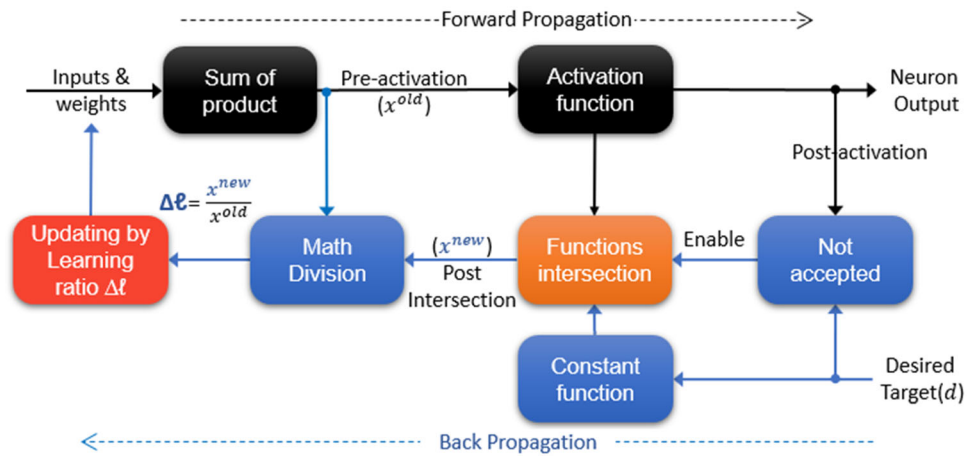 Forward Propagation
Inputs &
weights
Sum of
product
Pre-activation
(x^old)
Activation
function
Neuron
Output
Post-activation
Δℓ= x^new / x^old
Updating by
Learning
ratio Δℓ
Math
Division
(x^new)
Post
Intersection
Functions
intersection
Enable
Not
accepted
Constant
function
Desired
Target(d)
Back Propagation